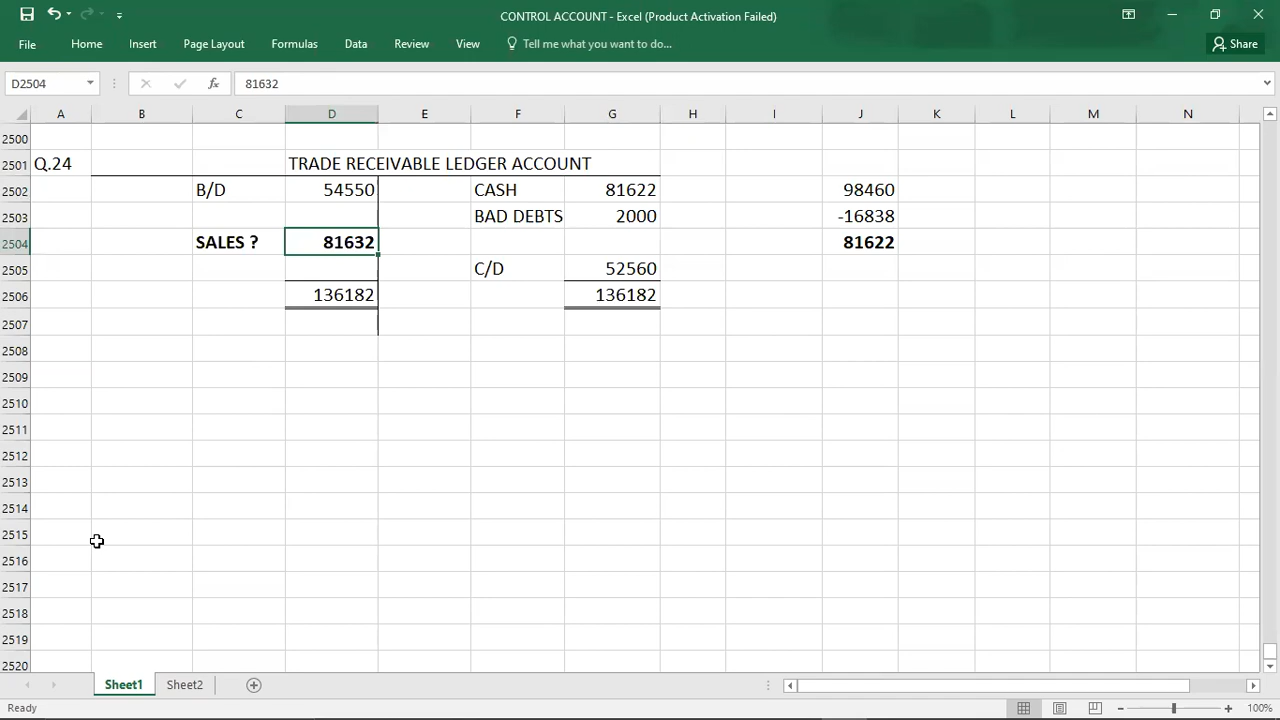 CONTROL ACCOUNT - Excel (Product Activation Failed)
File Home Insert Page Layout Formulas Data Review View Tell me what you want to do... Share
D2504 fx 81632
A B C D E F G H I J K L M N
2500
2501 Q.24 TRADE RECEIVABLE LEDGER ACCOUNT
2502 B/D 54550 CASH 81622 98460
2503 BAD DEBTS 2000 -16838
2504 SALES ? 81632 81622
2505 C/D 52560
2506 136182 136182
2507
2508
2509
2510
2511
2512
2513
2514
2515
2516
2517
2518
2519
2520
Sheet1 Sheet2
Ready 100%